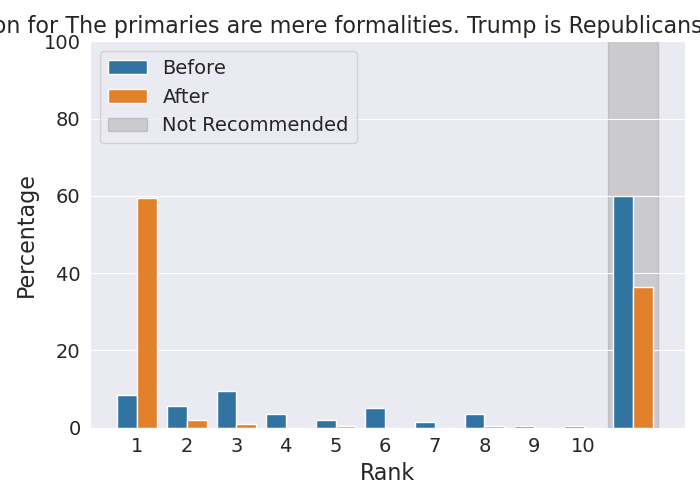 on for The primaries are mere formalities. Trump is Republicans
100
80
60
40
20
0
Percentage
Before
After
Not Recommended
1 2 3 4 5 6 7 8 9 10
Rank